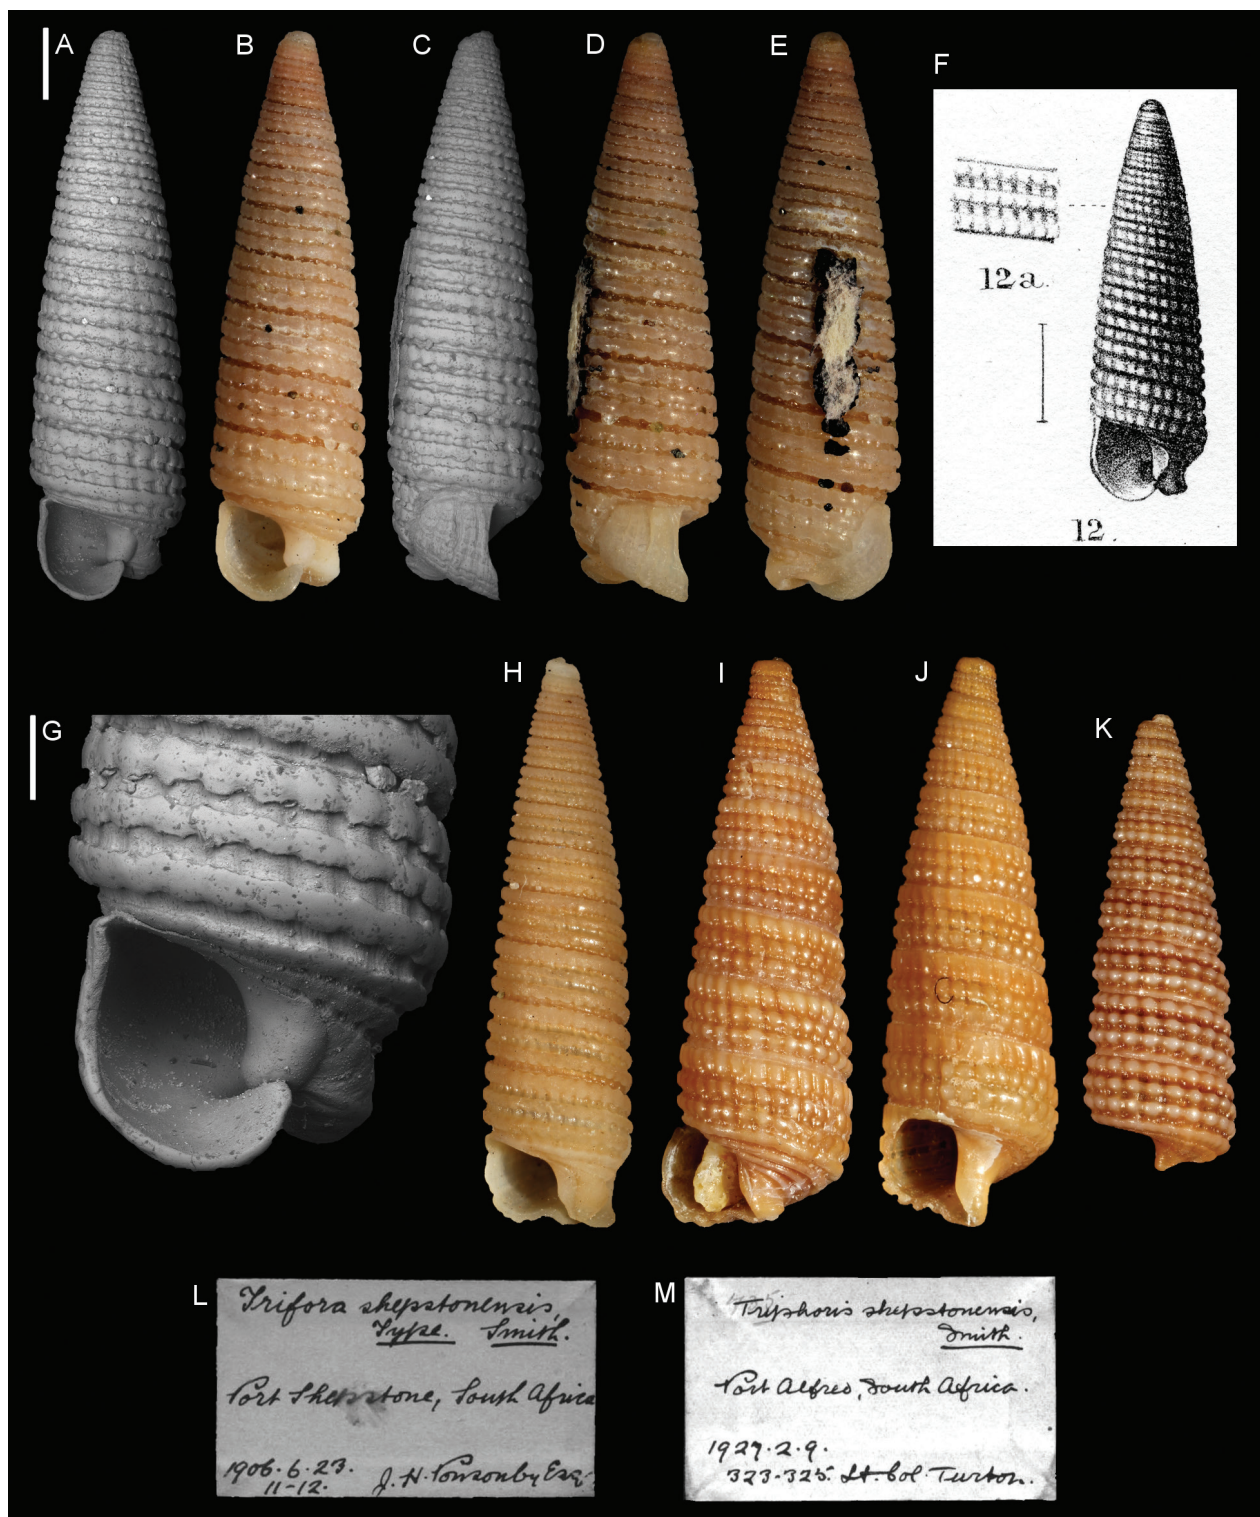 A
B
C
D
E
F
12a.
12.
G
H
I
J
K
C
L
Trifora shepstonensis,
Type. Smith.
Port Shepstone, South Africa
1906.6.23.
11-12. J. H. Ponsonby Esq.
M
Triphoris shepstonensis,
Smith.
Port Alfred, South Africa.
1927.2.9.
323-325. Lt. Col. Turton.